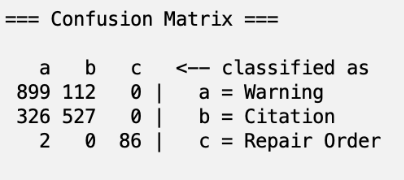 === Confusion Matrix ===
a b c <-- classified as
899 112 0 | a = Warning
326 527 0 | b = Citation
2 0 86 | c = Repair Order